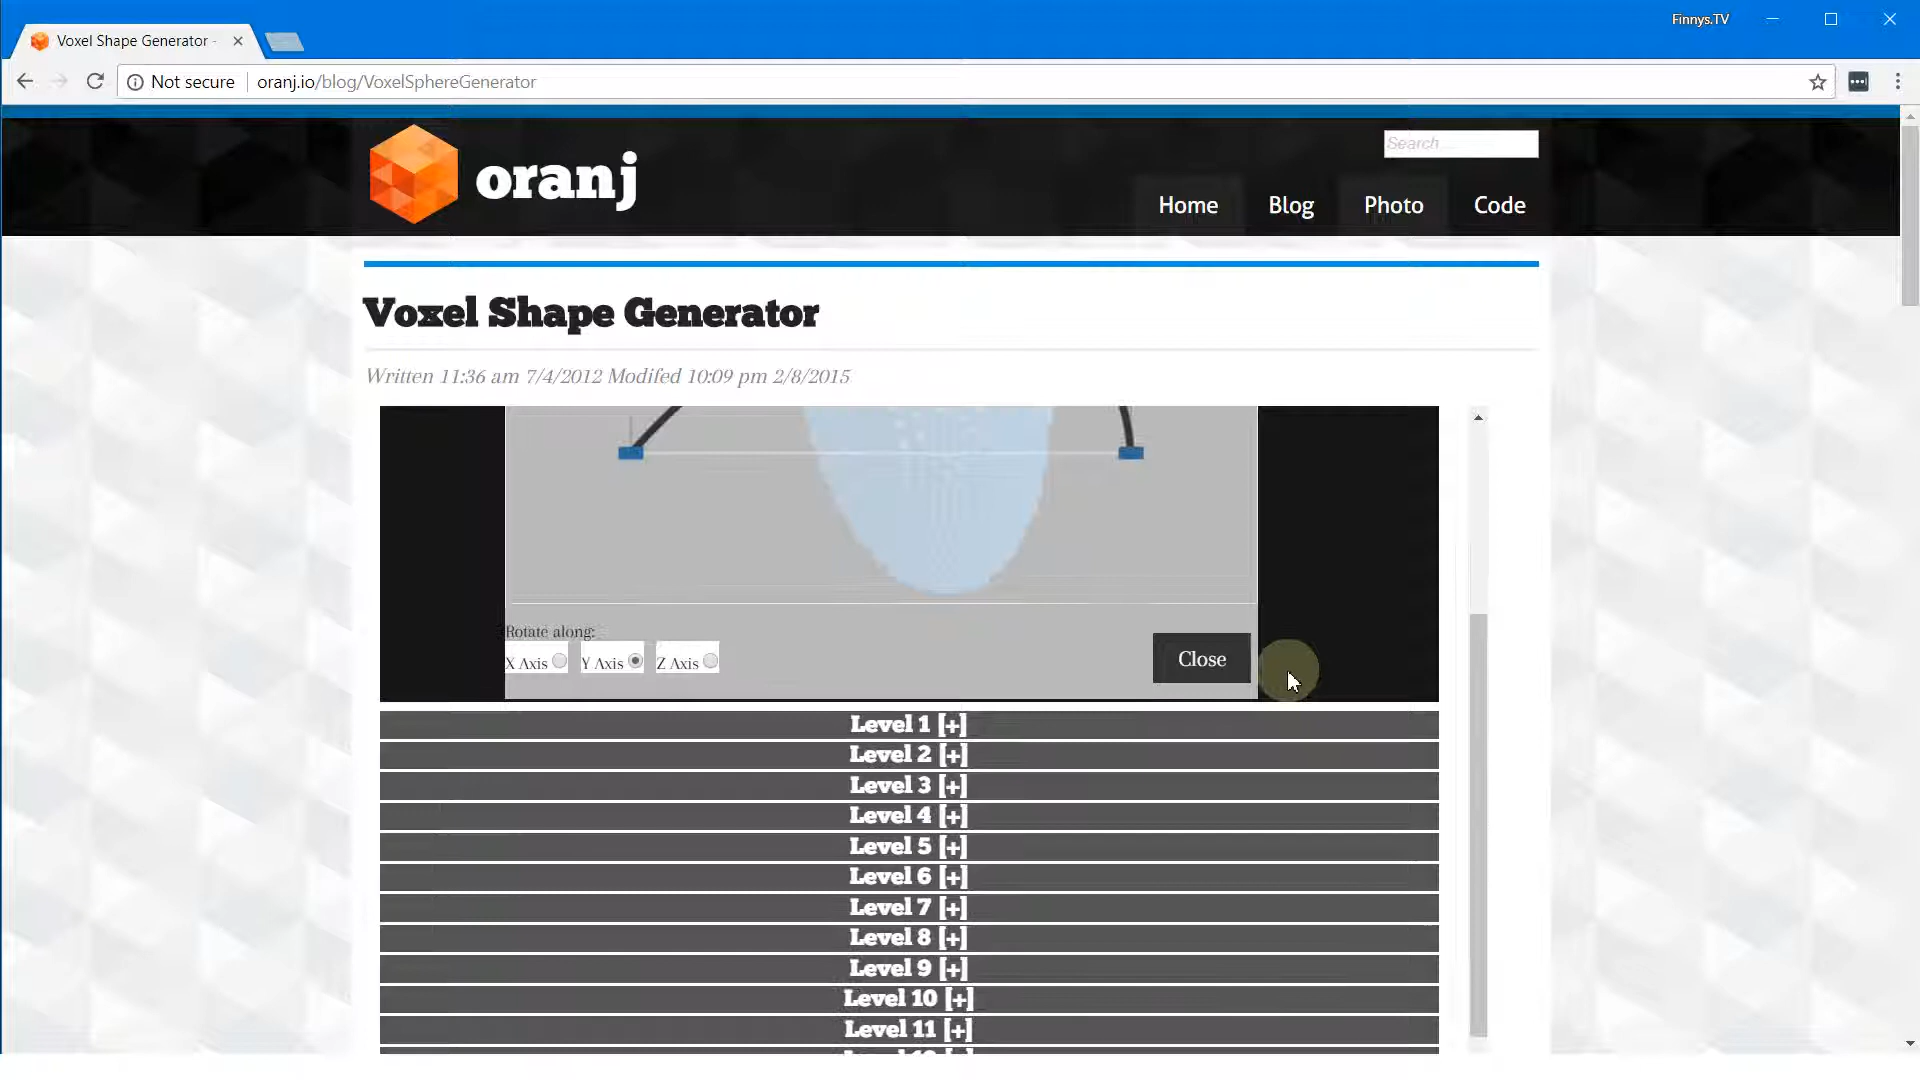 Finnys.TV
Voxel Shape Generator -
Not secure
oranj.io/blog/VoxelSphereGenerator
Search...
oranj
Home
Blog
Photo
Code
Voxel Shape Generator
Written 11:36 am 7/4/2012 Modifed 10:09 pm 2/8/2015
Rotate along:
X Axis
Y Axis
Z Axis
Close
Level 1 [+]
Level 2 [+]
Level 3 [+]
Level 4 [+]
Level 5 [+]
Level 6 [+]
Level 7 [+]
Level 8 [+]
Level 9 [+]
Level 10 [+]
Level 11 [+]